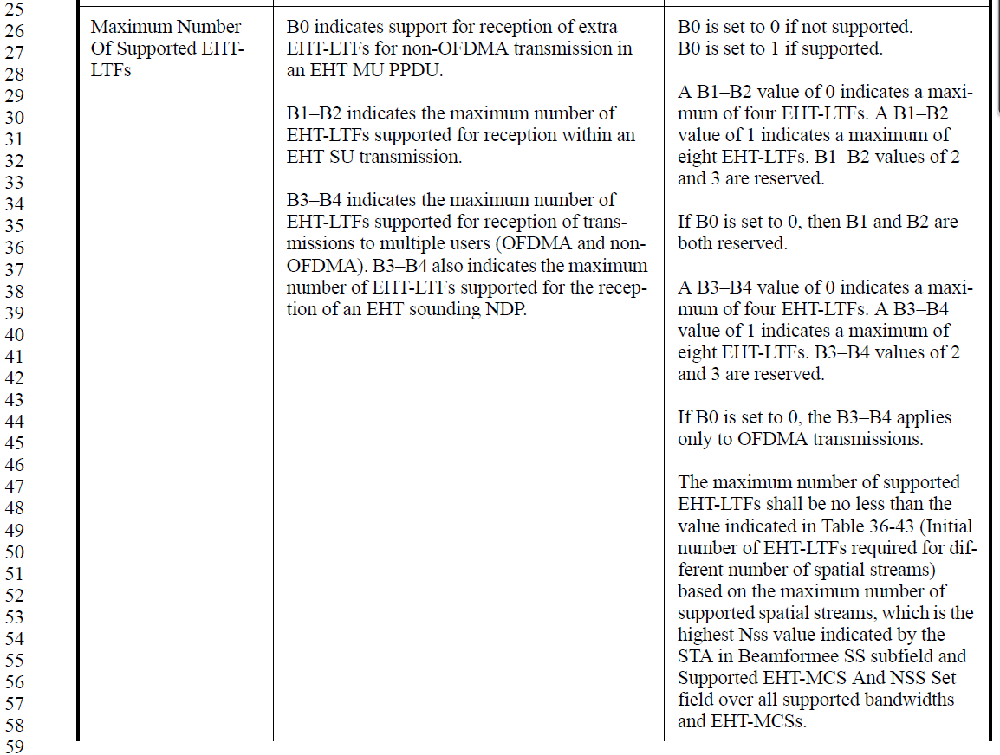 25
26
27
28
29
30
31
32
33
34
35
36
37
38
39
40
41
42
43
44
45
46
47
48
49
50
51
52
53
54
55
56
57
58
59
Maximum Number
Of Supported EHT-
LTFs
B0 indicates support for reception of extra
EHT-LTFs for non-OFDMA transmission in
an EHT MU PPDU.
B1–B2 indicates the maximum number of
EHT-LTFs supported for reception within an
EHT SU transmission.
B3–B4 indicates the maximum number of
EHT-LTFs supported for reception of trans-
missions to multiple users (OFDMA and non-
OFDMA). B3–B4 also indicates the maximum
number of EHT-LTFs supported for the recep-
tion of an EHT sounding NDP.
B0 is set to 0 if not supported.
B0 is set to 1 if supported.
A B1–B2 value of 0 indicates a maxi-
mum of four EHT-LTFs. A B1–B2
value of 1 indicates a maximum of
eight EHT-LTFs. B1–B2 values of 2
and 3 are reserved.
If B0 is set to 0, then B1 and B2 are
both reserved.
A B3–B4 value of 0 indicates a maxi-
mum of four EHT-LTFs. A B3–B4
value of 1 indicates a maximum of
eight EHT-LTFs. B3–B4 values of 2
and 3 are reserved.
If B0 is set to 0, the B3–B4 applies
only to OFDMA transmissions.
The maximum number of supported
EHT-LTFs shall be no less than the
value indicated in Table 36-43 (Initial
number of EHT-LTFs required for dif-
ferent number of spatial streams)
based on the maximum number of
supported spatial streams, which is the
highest Nss value indicated by the
STA in Beamformee SS subfield and
Supported EHT-MCS And NSS Set
field over all supported bandwidths
and EHT-MCSs.